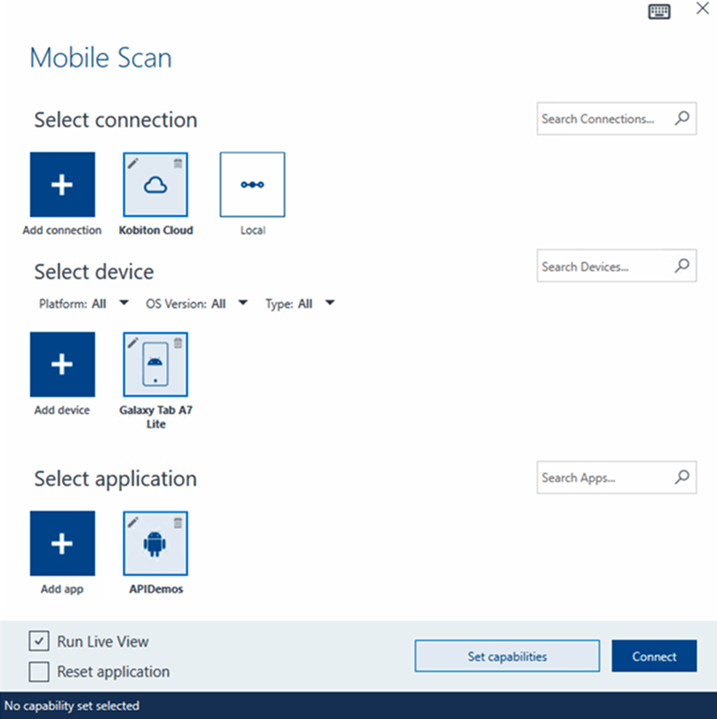 Mobile Scan
Select connection
Search Connections...
Add connection
Kobiton Cloud
Local
Select device
Search Devices...
Platform: All
OS Version: All
Type: All
Add device
Galaxy Tab A7
Lite
Select application
Search Apps...
Add app
APIDemos
Run Live View
Reset application
Set capabilities
Connect
No capability set selected